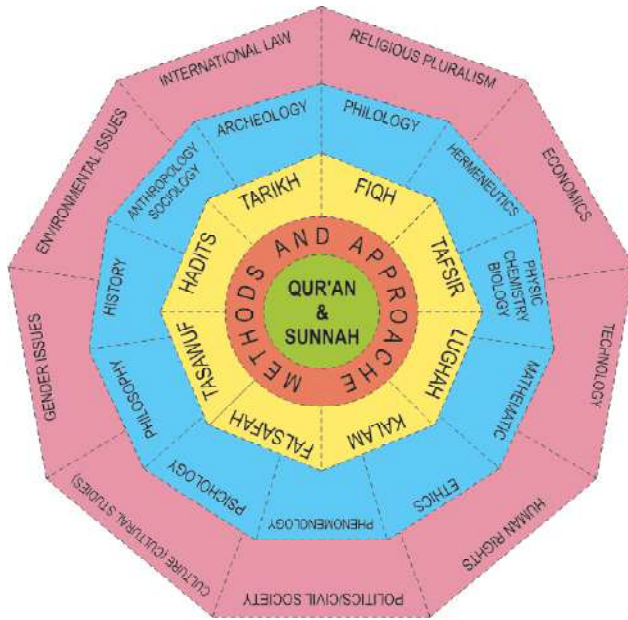 QUR'AN
&
SUNNAH
METHODS AND APPROACHE
FIQH
TAFSIR
LUGHAH
KALAM
FALSAFAH
TASAWUF
HADITS
TARIKH
PHILOLOGY
HERMENEUTICS
PHYSIC
CHEMISTRY
BIOLOGY
MATHEMATIC
ETHICS
PHENOMENOLOGY
PSICHOLOGY
PHILOSOPHY
HISTORY
ANTHROPOLOGY
SOCIOLOGY
ARCHEOLOGY
RELIGIOUS PLURALISM
ECONOMICS
TECHNOLOGY
HUMAN RIGHTS
POLITICS/CIVIL SOCIETY
CULTURE (CULTURAL STUDIES)
GENDER ISSUES
ENVIRONMENTAL ISSUES
INTERNATIONAL LAW